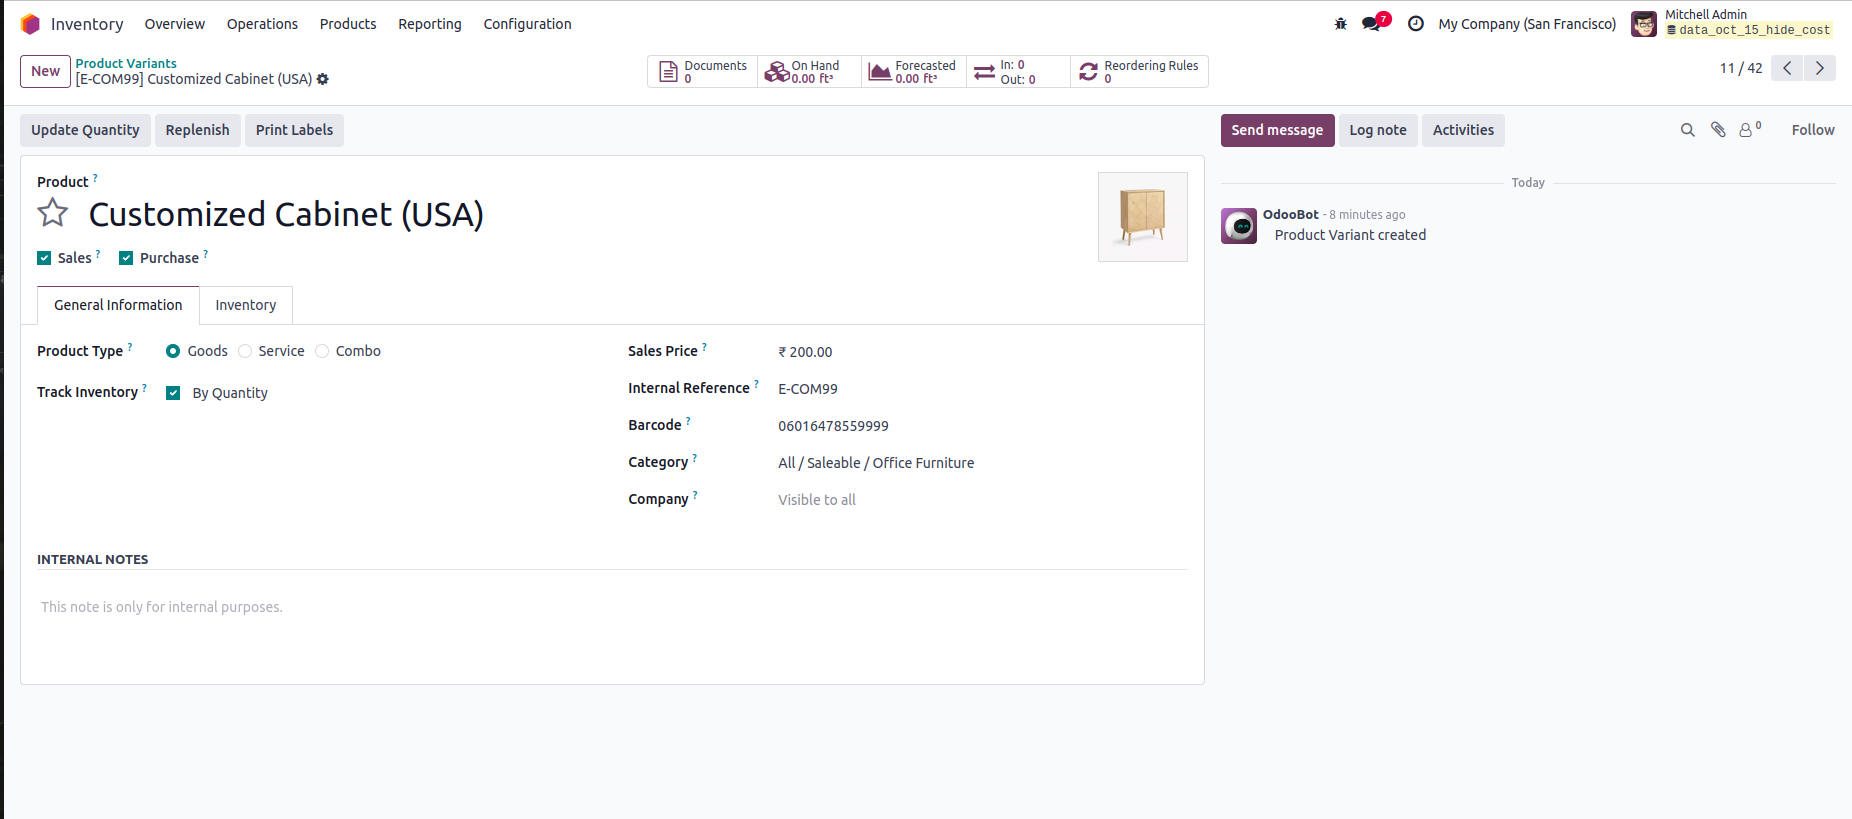 Inventory Overview Operations Products Reporting Configuration 7 My Company (San Francisco) Mitchell Admin
data_oct_15_hide_cost
New Product Variants
[E-COM99] Customized Cabinet (USA)
Documents 0 On Hand 0.00 ft³ Forecasted 0.00 ft³ In: 0 Out: 0 Reordering Rules 0 11 / 42
Update Quantity Replenish Print Labels Send message Log note Activities 0 Follow
Product ?
Customized Cabinet (USA)
Sales ? Purchase ?
General Information Inventory
Product Type ? Goods Service Combo
Track Inventory ? By Quantity
Sales Price ? ₹ 200.00
Internal Reference ? E-COM99
Barcode ? 06016478559999
Category ? All / Saleable / Office Furniture
Company ? Visible to all
INTERNAL NOTES
This note is only for internal purposes.
Today
OdooBot - 8 minutes ago
Product Variant created